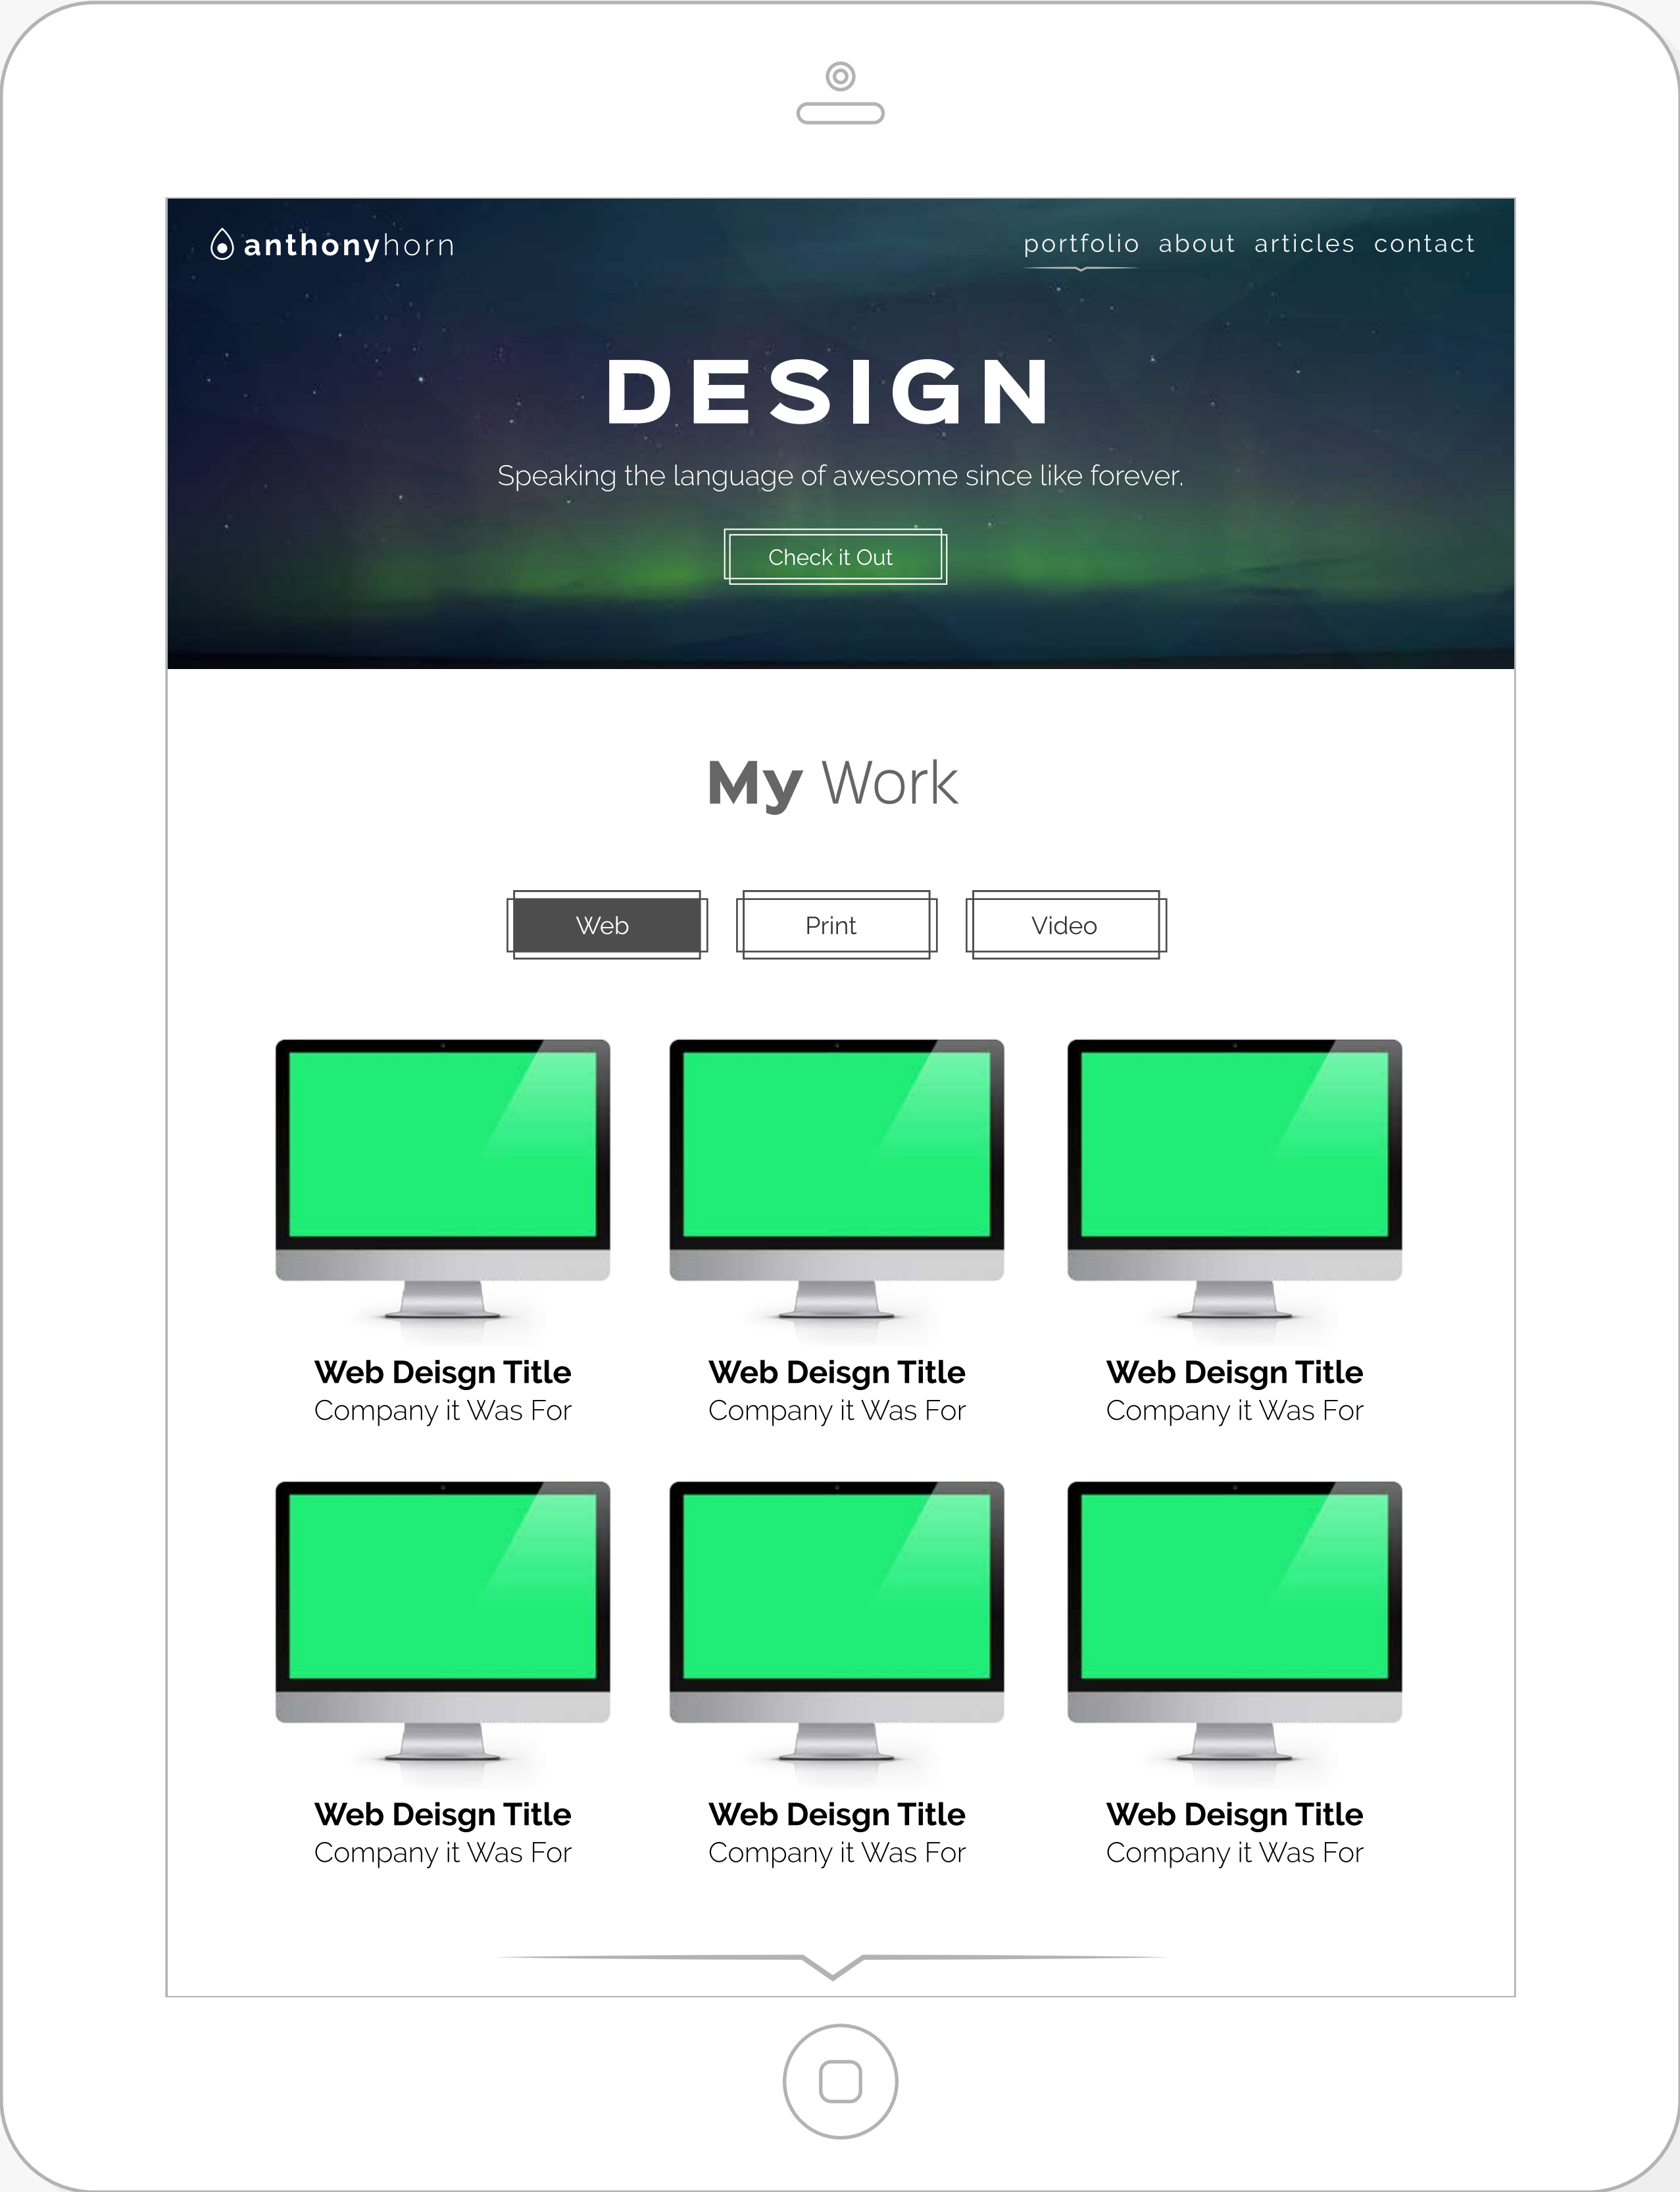 anthonyhorn
portfolio about articles contact
DESIGN
Speaking the language of awesome since like forever.
Check it Out
My Work
Web Print Video
Web Deisgn Title Web Deisgn Title Web Deisgn Title
Company it Was For Company it Was For Company it Was For
Web Deisgn Title Web Deisgn Title Web Deisgn Title
Company it Was For Company it Was For Company it Was For